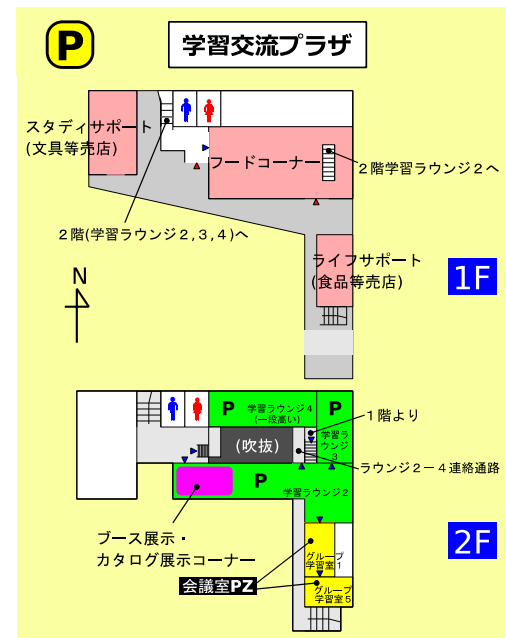 P
学習交流プラザ
スタディサポート
(文具等売店)
フードコーナー
２階学習ラウンジ２へ
２階(学習ラウンジ２,３,４)へ
ライフサポート
(食品等売店)
N
1F
P
学習ラウンジ４
(一段高い)
P
１階より
学習ラ
ウンジ
3
(吹抜)
ラウンジ２－４連絡通路
P
学習ラウンジ２
ブース展示・
カタログ展示コーナー
2F
グループ
学習室１
会議室PZ
グループ
学習室５